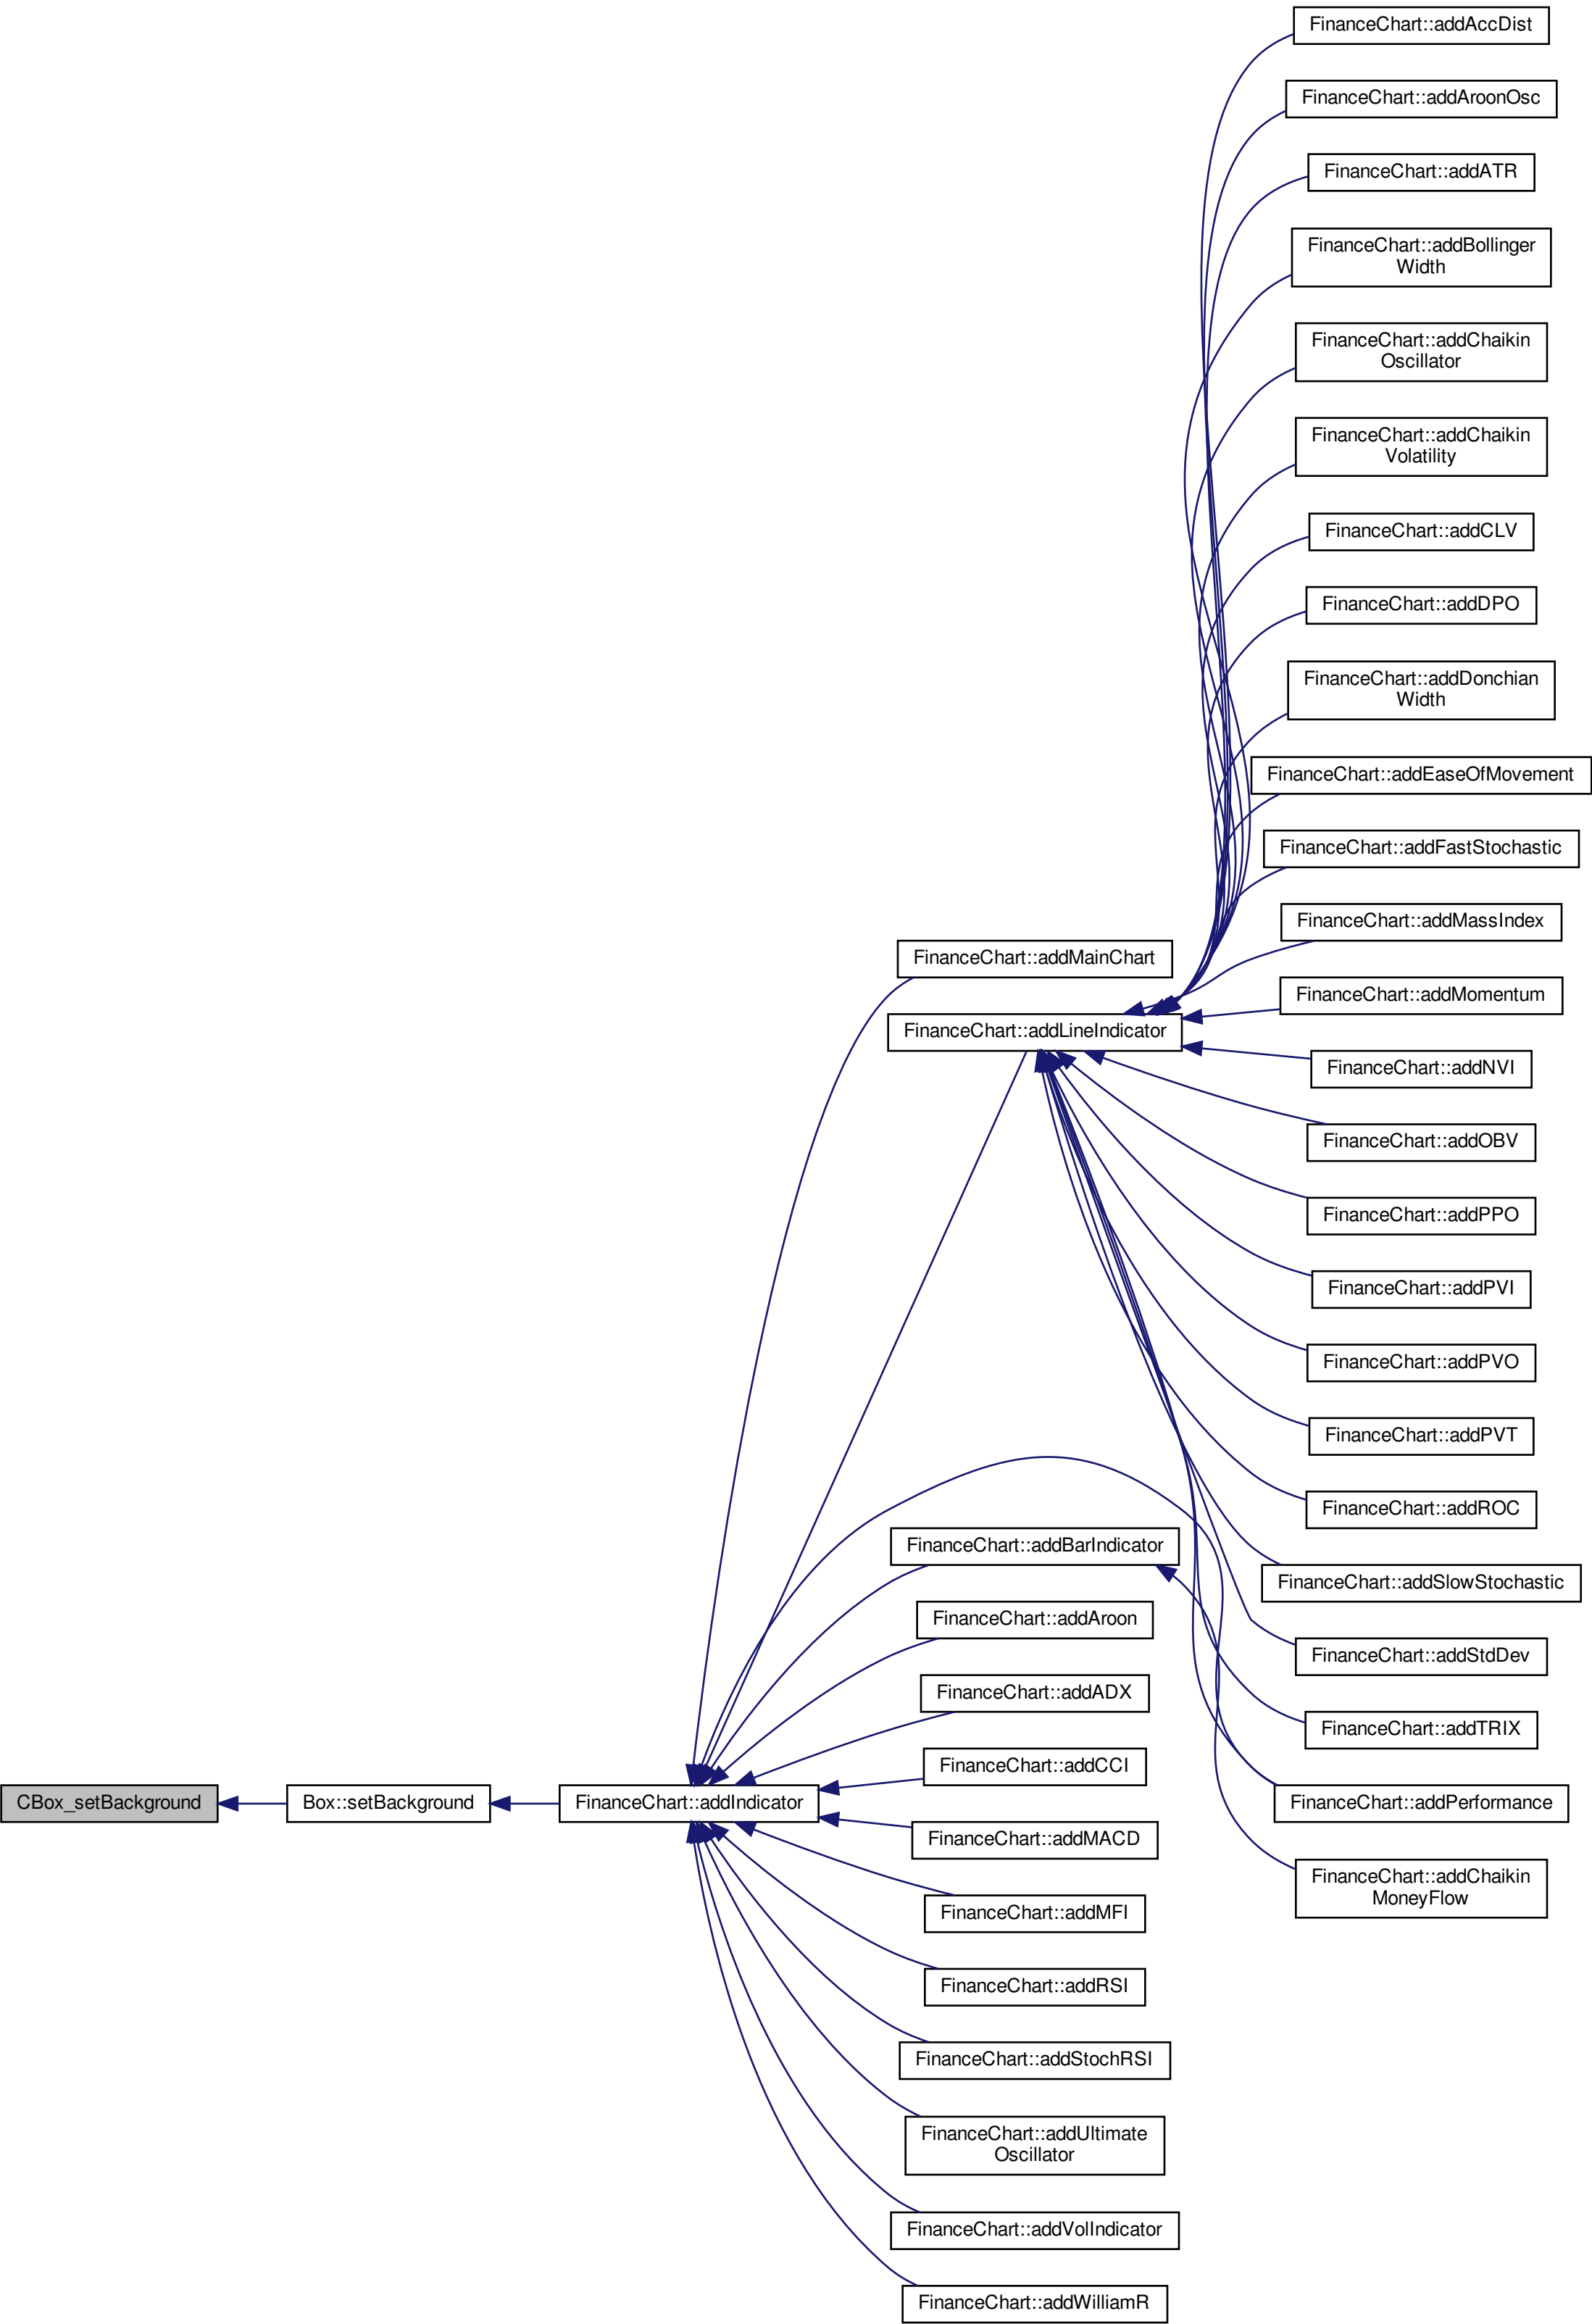 CBox_setBackground
Box::setBackground
FinanceChart::addIndicator
FinanceChart::addMainChart
FinanceChart::addLineIndicator
FinanceChart::addBarIndicator
FinanceChart::addAroon
FinanceChart::addADX
FinanceChart::addCCI
FinanceChart::addMACD
FinanceChart::addMFI
FinanceChart::addRSI
FinanceChart::addStochRSI
FinanceChart::addUltimate
Oscillator
FinanceChart::addVolIndicator
FinanceChart::addWilliamR
FinanceChart::addAccDist
FinanceChart::addAroonOsc
FinanceChart::addATR
FinanceChart::addBollinger
Width
FinanceChart::addChaikin
Oscillator
FinanceChart::addChaikin
Volatility
FinanceChart::addCLV
FinanceChart::addDPO
FinanceChart::addDonchian
Width
FinanceChart::addEaseOfMovement
FinanceChart::addFastStochastic
FinanceChart::addMassIndex
FinanceChart::addMomentum
FinanceChart::addNVI
FinanceChart::addOBV
FinanceChart::addPPO
FinanceChart::addPVI
FinanceChart::addPVO
FinanceChart::addPVT
FinanceChart::addROC
FinanceChart::addSlowStochastic
FinanceChart::addStdDev
FinanceChart::addTRIX
FinanceChart::addPerformance
FinanceChart::addChaikin
MoneyFlow